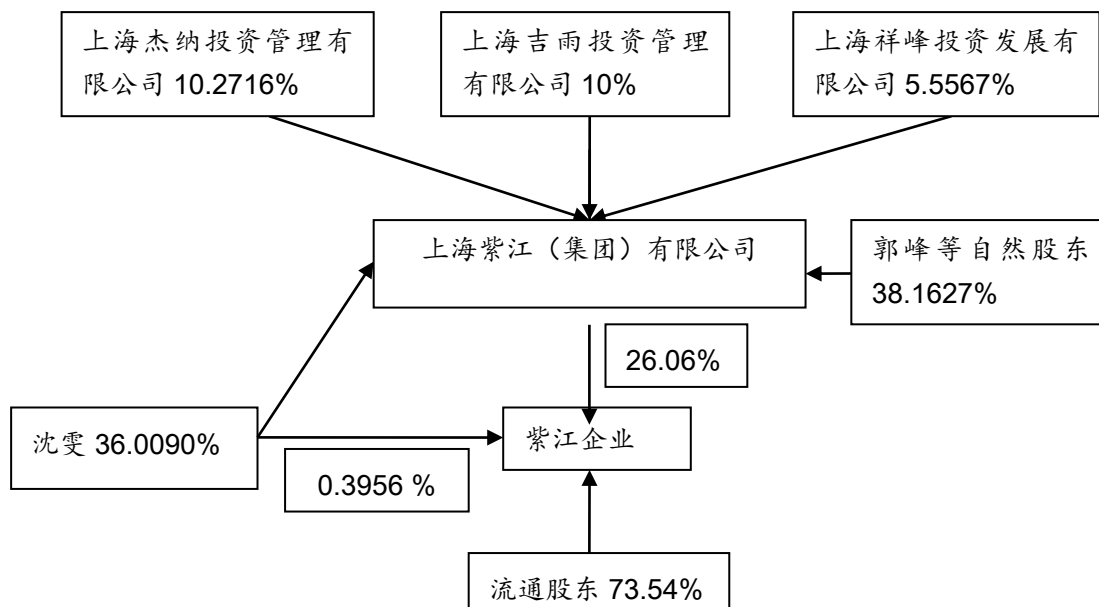 上海杰纳投资管理有
限公司 10.2716%
上海吉雨投资管理
有限公司 10%
上海祥峰投资发展有
限公司 5.5567%
上海紫江（集团）有限公司
郭峰等自然股东
38.1627%
26.06%
沈雯 36.0090%
紫江企业
0.3956 %
流通股东 73.54%